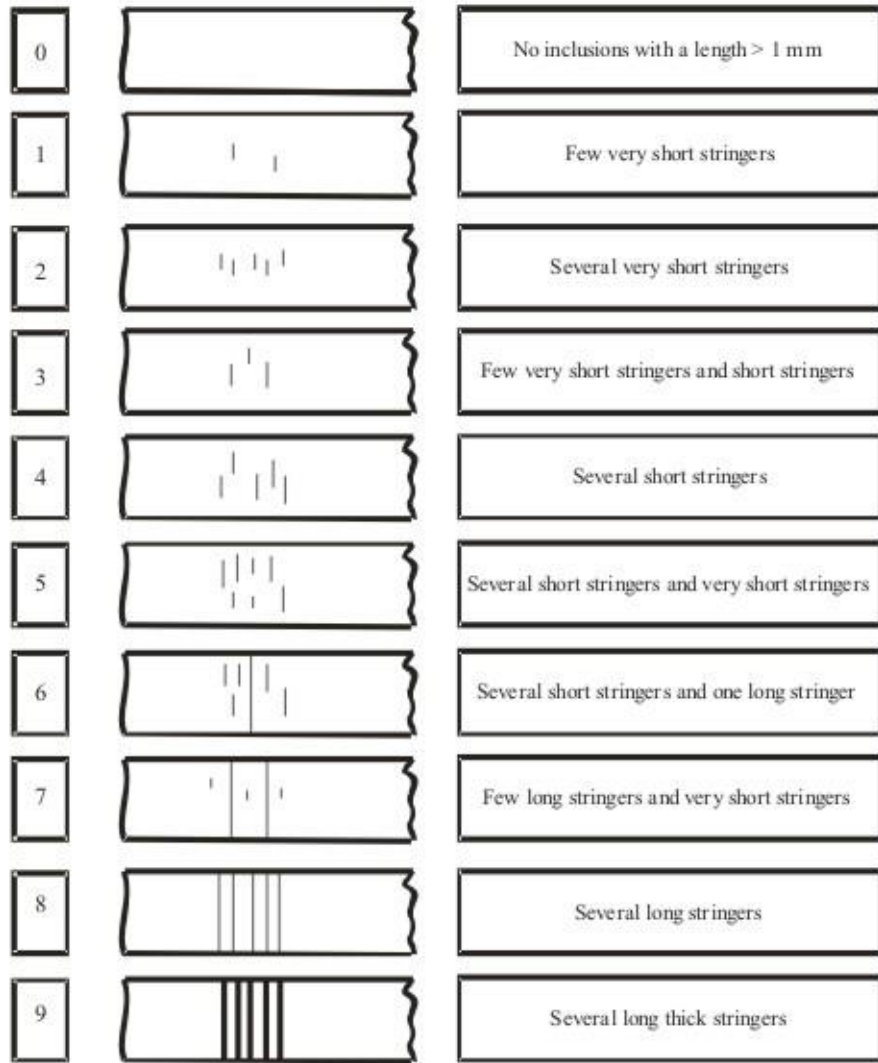 0
No inclusions with a length > 1 mm
1
Few very short stringers
2
Several very short stringers
3
Few very short stringers and short stringers
4
Several short stringers
5
Several short stringers and very short stringers
6
Several short stringers and one long stringer
7
Few long stringers and very short stringers
8
Several long stringers
9
Several long thick stringers